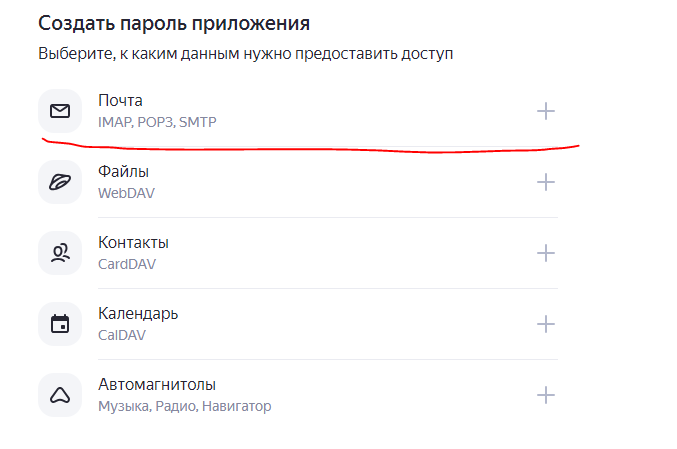 Создать пароль приложения
Выберите, к каким данным нужно предоставить доступ
Почта
IMAP, POP3, SMTP
Файлы
WebDAV
Контакты
CardDAV
Календарь
CalDAV
Автомагнитолы
Музыка, Радио, Навигатор